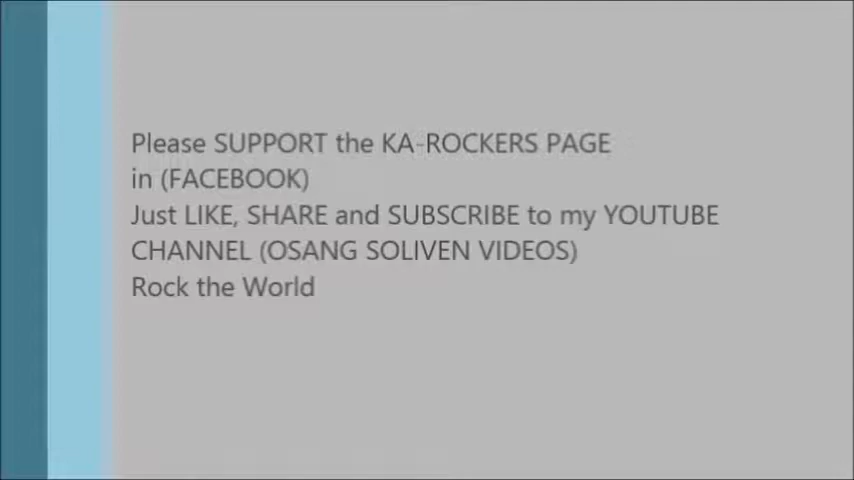 Please SUPPORT the KA-ROCKERS PAGE
in (FACEBOOK)
Just LIKE, SHARE and SUBSCRIBE to my YOUTUBE
CHANNEL (OSANG SOLIVEN VIDEOS)
Rock the World